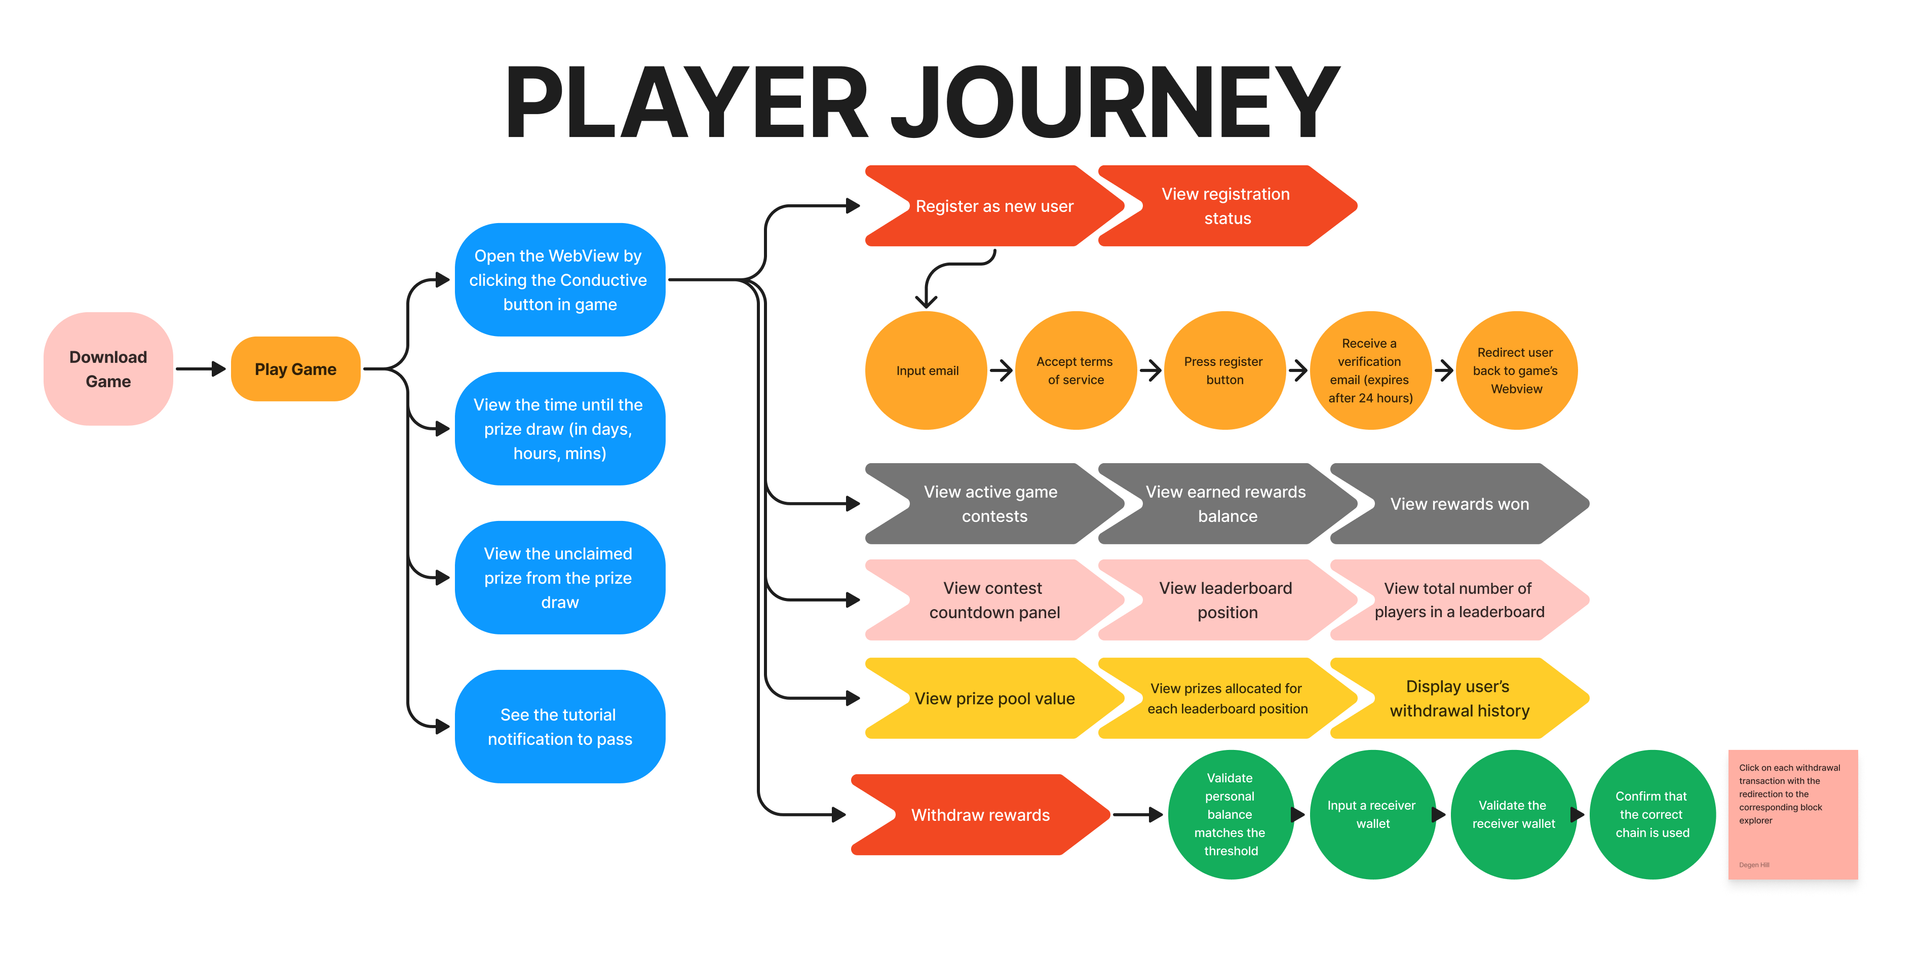 PLAYER JOURNEY
Download
Game
Play Game
Open the WebView by
clicking the Conductive
button in game
View the time until the
prize draw (in days,
hours, mins)
View the unclaimed
prize from the prize
draw
See the tutorial
notification to pass
Register as new user
View registration
status
Input email
Accept terms
of service
Press register
button
Receive a
verification
email (expires
after 24 hours)
Redirect user
back to game's
Webview
View active game
contests
View earned rewards
balance
View rewards won
View contest
countdown panel
View leaderboard
position
View total number of
players in a leaderboard
View prize pool value
View prizes allocated for
each leaderboard position
Display user's
withdrawal history
Withdraw rewards
Validate
personal
balance
matches the
threshold
Input a receiver
wallet
Validate the
receiver wallet
Confirm that
the correct
chain is used
Click on each withdrawal
transaction with the
redirection to the
corresponding block
explorer
Degen Hill